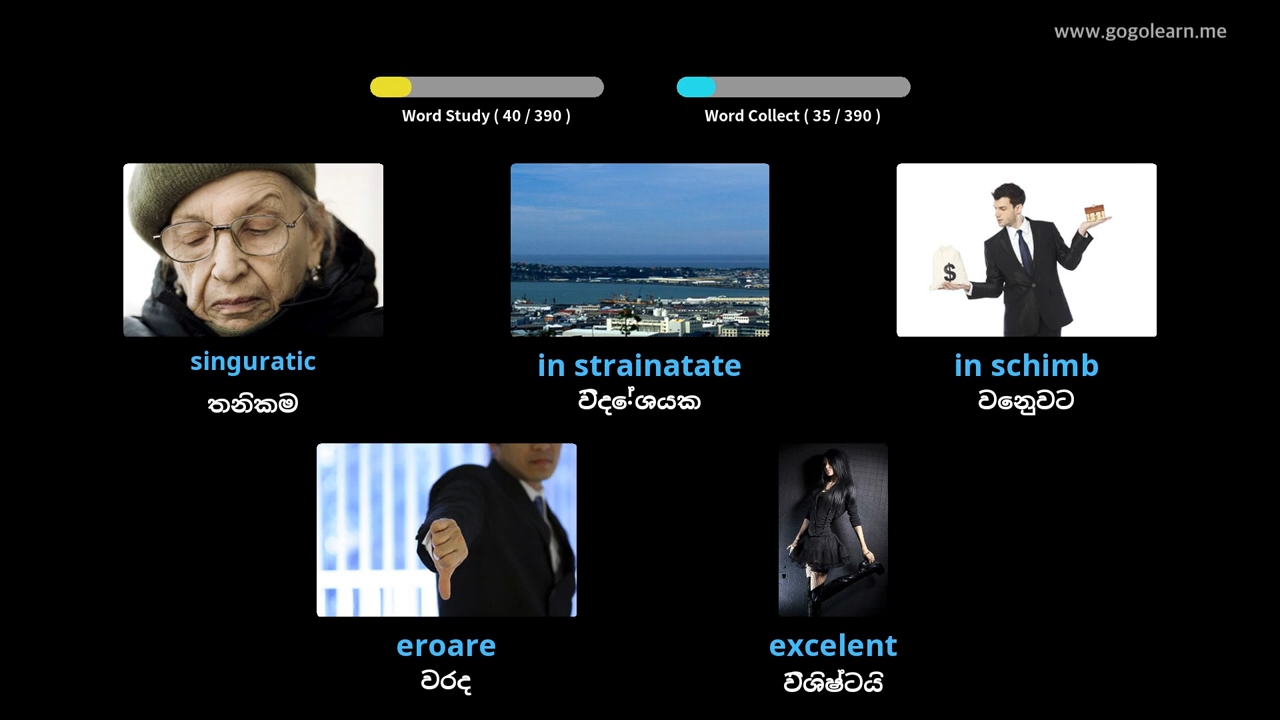 www.gogolearn.me
Word Study ( 40 / 390 )
Word Collect ( 35 / 390 )
singuratic
තනිකම
in strainatate
විදේශයක
in schimb
වෙනුවට
eroare
වරද
excelent
විශිෂ්ටයි